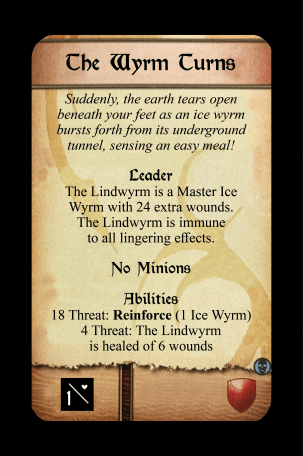 The Wyrm Turns
Suddenly, the earth tears open
beneath your feet as an ice wyrm
bursts forth from its underground
tunnel, sensing an easy meal!
Leader
The Lindwyrm is a Master Ice
Wyrm with 24 extra wounds.
The Lindwyrm is immune
to all lingering effects.
No Minions
Abilities
18 Threat: Reinforce (1 Ice Wyrm)
4 Threat: The Lindwyrm
is healed of 6 wounds
1